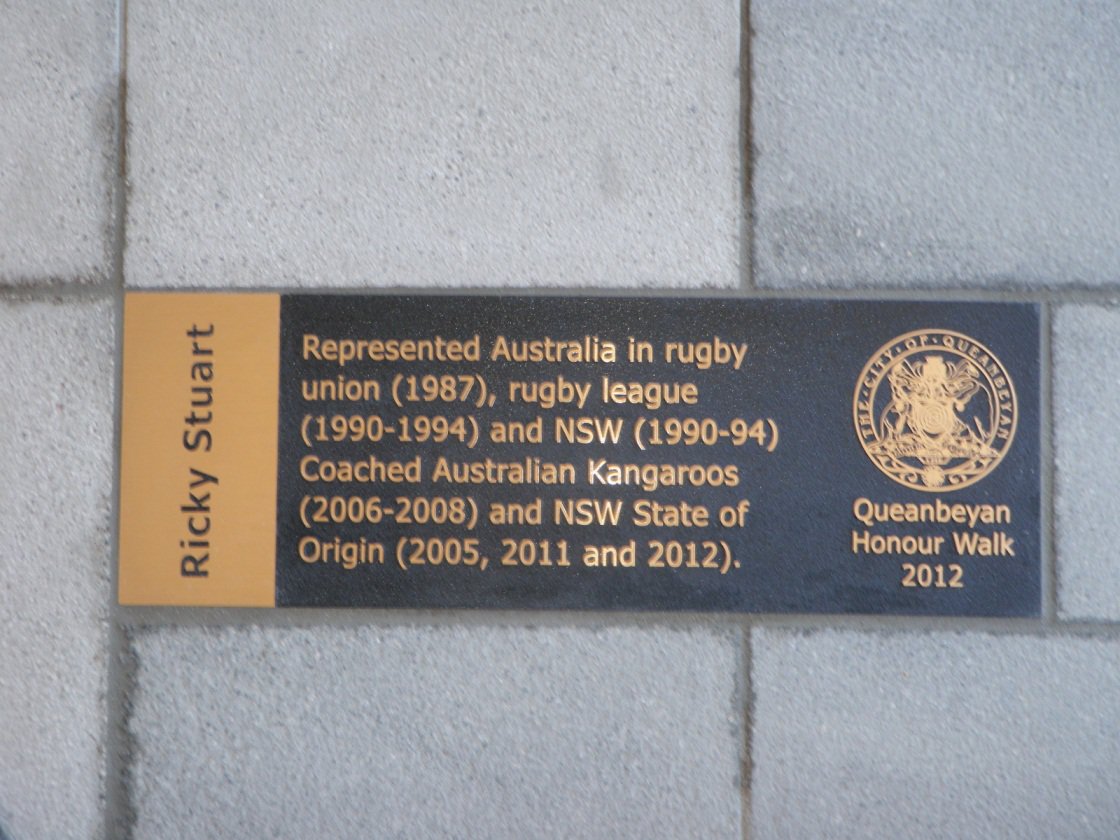 Ricky Stuart
Represented Australia in rugby
union (1987), rugby league
(1990-1994) and NSW (1990-94)
Coached Australian Kangaroos
(2006-2008) and NSW State of
Origin (2005, 2011 and 2012).
THE·CITY·OF·QUEANBEYAN
Queanbeyan
Honour Walk
2012